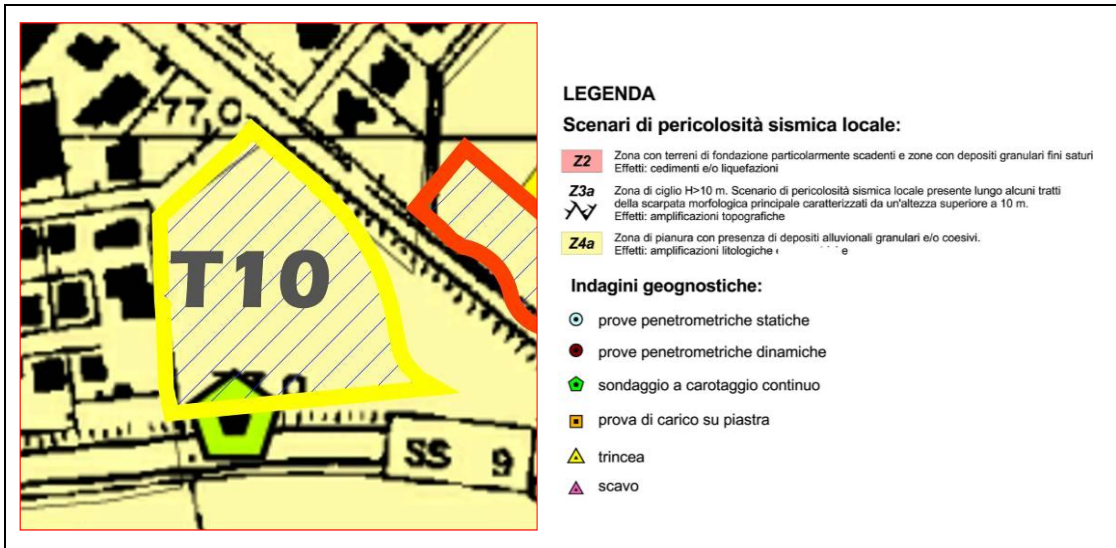 77,0
T10
SS 9
LEGENDA
Scenari di pericolosità sismica locale:
Z2
Zona con terreni di fondazione particolarmente scadenti e zone con depositi granulari fini saturi
Effetti: cedimenti e/o liquefazioni
Z3a
Zona di ciglio H>10 m. Scenario di pericolosità sismica locale presente lungo alcuni tratti
della scarpata morfologica principale caratterizzati da un'altezza superiore a 10 m.
Effetti: amplificazioni topografiche
Z4a
Zona di pianura con presenza di depositi alluvionali granulari e/o coesivi.
Effetti: amplificazioni litologiche
Indagini geognostiche:
prove penetrometriche statiche
prove penetrometriche dinamiche
sondaggio a carotaggio continuo
prova di carico su piastra
trincea
scavo